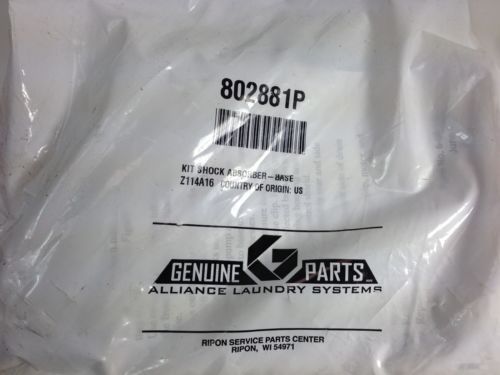 802881P
KIT SHOCK ABSORBER-BASE
Z114A16 COUNTRY OF ORIGIN: US
GENUINE G PARTS
ALLIANCE LAUNDRY SYSTEMS
RIPON SERVICE PARTS CENTER
RIPON, WI 54971